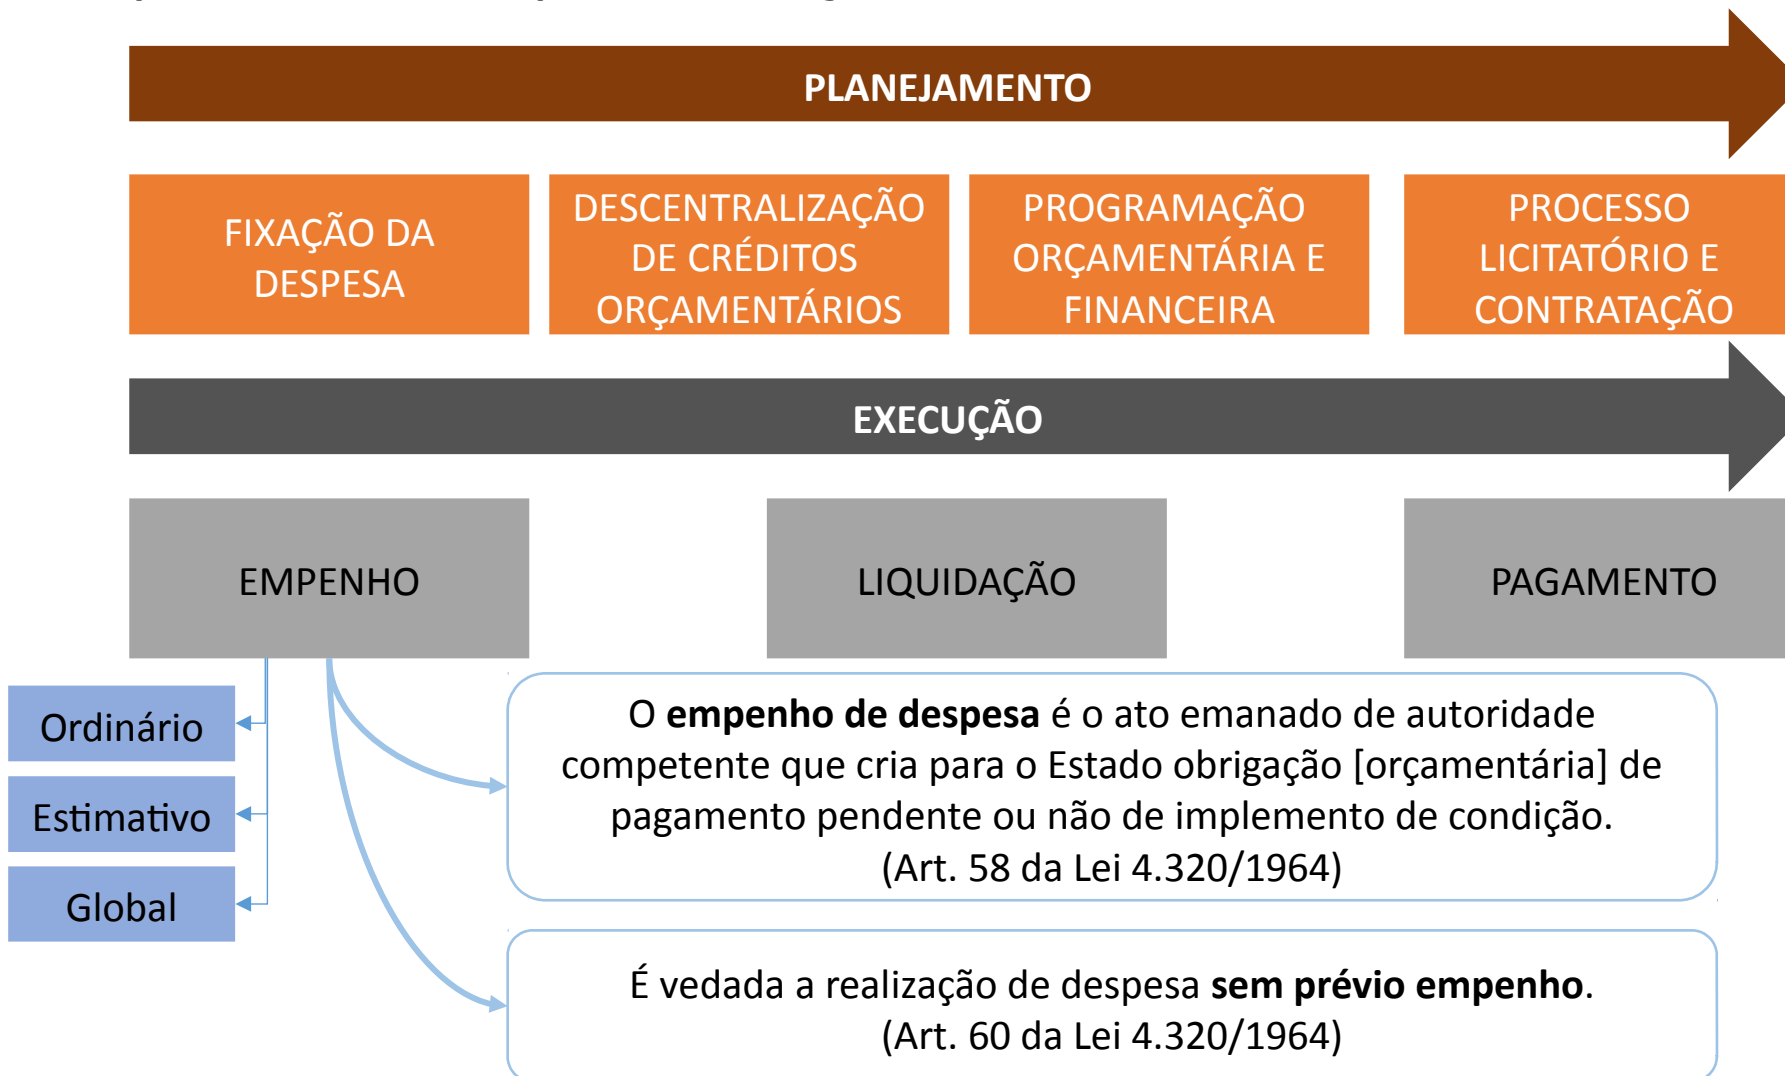 PLANEJAMENTO
FIXAÇÃO DA
DESPESA
DESCENTRALIZAÇÃO
DE CRÉDITOS
ORÇAMENTÁRIOS
PROGRAMAÇÃO
ORÇAMENTÁRIA E
FINANCEIRA
PROCESSO
LICITATÓRIO E
CONTRATAÇÃO
EXECUÇÃO
EMPENHO
LIQUIDAÇÃO
PAGAMENTO
Ordinário
Estimativo
Global
O empenho de despesa é o ato emanado de autoridade
competente que cria para o Estado obrigação [orçamentária] de
pagamento pendente ou não de implemento de condição.
(Art. 58 da Lei 4.320/1964)
É vedada a realização de despesa sem prévio empenho.
(Art. 60 da Lei 4.320/1964)